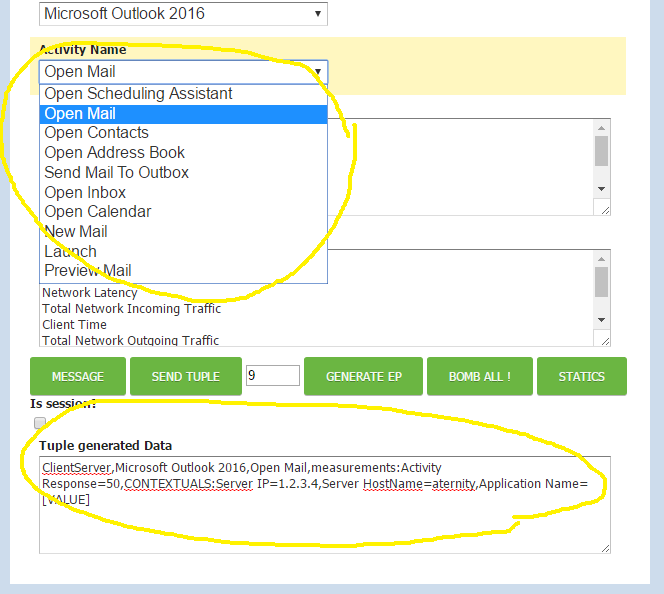 Microsoft Outlook 2016
Activity Name
Open Mail
Open Scheduling Assistant
Open Mail
Open Contacts
Open Address Book
Send Mail To Outbox
Open Inbox
Open Calendar
New Mail
Launch
Preview Mail
Network Latency
Total Network Incoming Traffic
Client Time
Total Network Outgoing Traffic
MESSAGE SEND TUPLE 9 GENERATE EP BOMB ALL ! STATICS
Is session?
Tuple generated Data
ClientServer,Microsoft Outlook 2016,Open Mail,measurements:Activity
Response=50,CONTEXTUALS:Server IP=1.2.3.4,Server HostName=aternity,Application Name=
[VALUE]